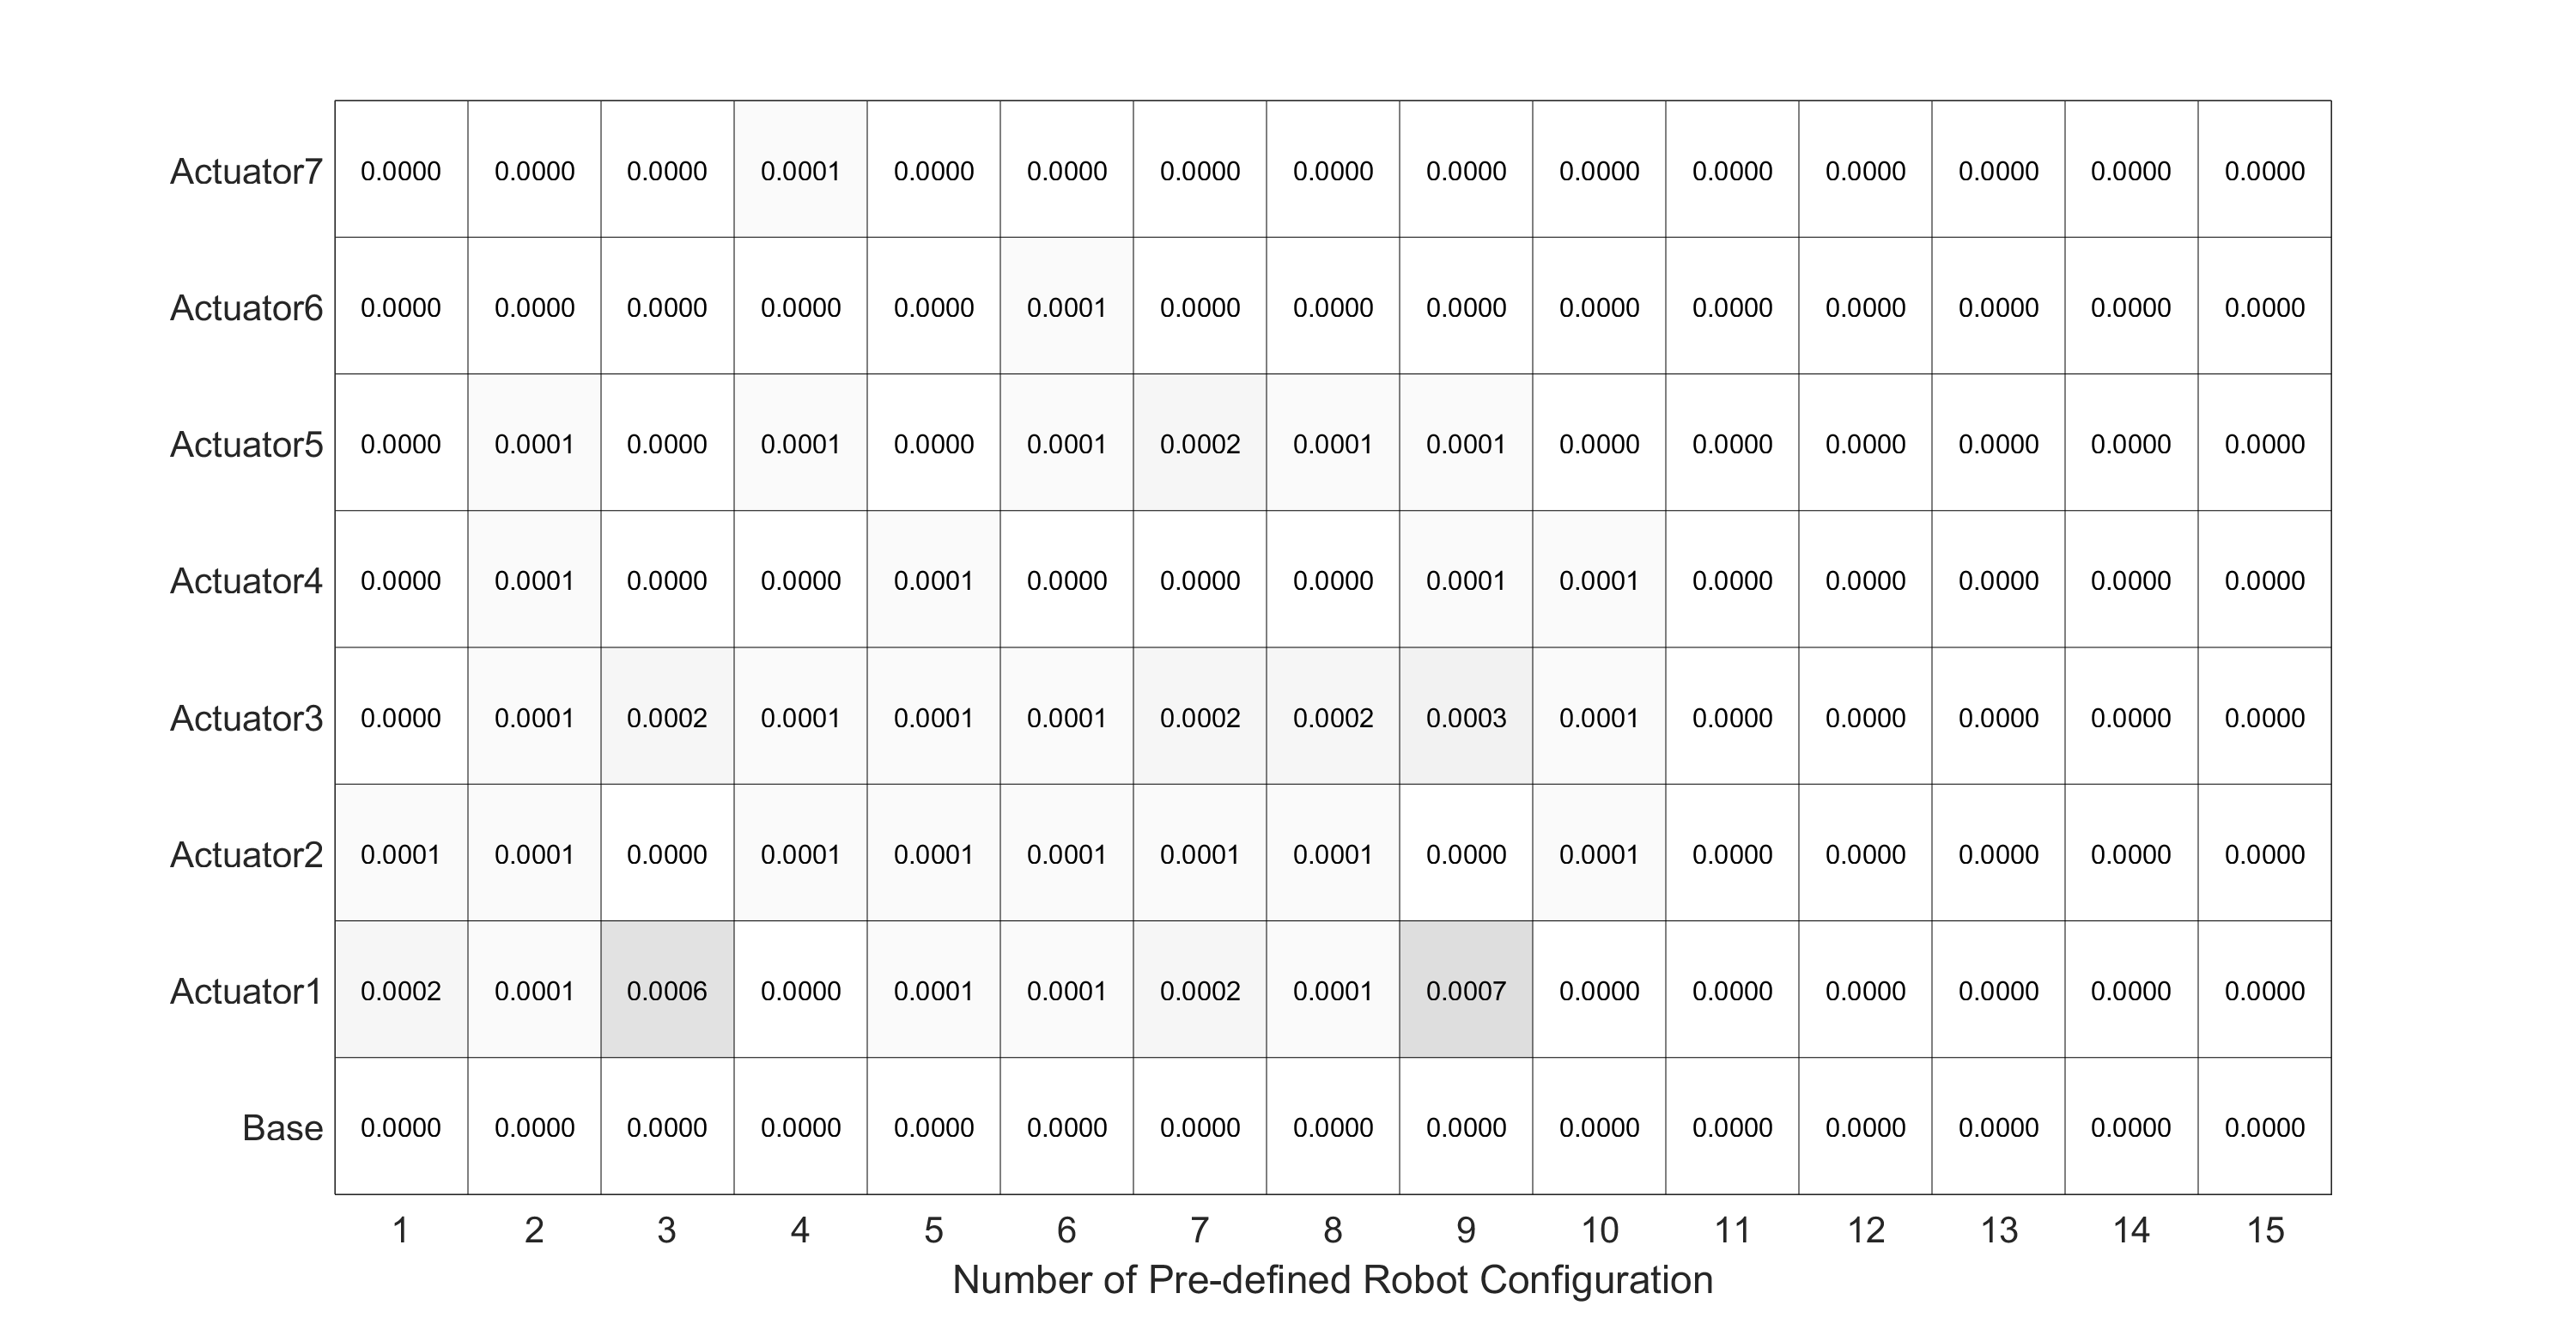 Actuator7 0.0000 0.0000 0.0000 0.0001 0.0000 0.0000 0.0000 0.0000 0.0000 0.0000 0.0000 0.0000 0.0000 0.0000 0.0000
Actuator6 0.0000 0.0000 0.0000 0.0000 0.0000 0.0001 0.0000 0.0000 0.0000 0.0000 0.0000 0.0000 0.0000 0.0000 0.0000
Actuator5 0.0000 0.0001 0.0000 0.0001 0.0000 0.0001 0.0002 0.0001 0.0001 0.0000 0.0000 0.0000 0.0000 0.0000 0.0000
Actuator4 0.0000 0.0001 0.0000 0.0000 0.0001 0.0000 0.0000 0.0000 0.0001 0.0001 0.0000 0.0000 0.0000 0.0000 0.0000
Actuator3 0.0000 0.0001 0.0002 0.0001 0.0001 0.0001 0.0002 0.0002 0.0003 0.0001 0.0000 0.0000 0.0000 0.0000 0.0000
Actuator2 0.0001 0.0001 0.0000 0.0001 0.0001 0.0001 0.0001 0.0001 0.0000 0.0001 0.0000 0.0000 0.0000 0.0000 0.0000
Actuator1 0.0002 0.0001 0.0006 0.0000 0.0001 0.0001 0.0002 0.0001 0.0007 0.0000 0.0000 0.0000 0.0000 0.0000 0.0000
Base 0.0000 0.0000 0.0000 0.0000 0.0000 0.0000 0.0000 0.0000 0.0000 0.0000 0.0000 0.0000 0.0000 0.0000 0.0000
1 2 3 4 5 6 7 8 9 10 11 12 13 14 15
Number of Pre-defined Robot Configuration